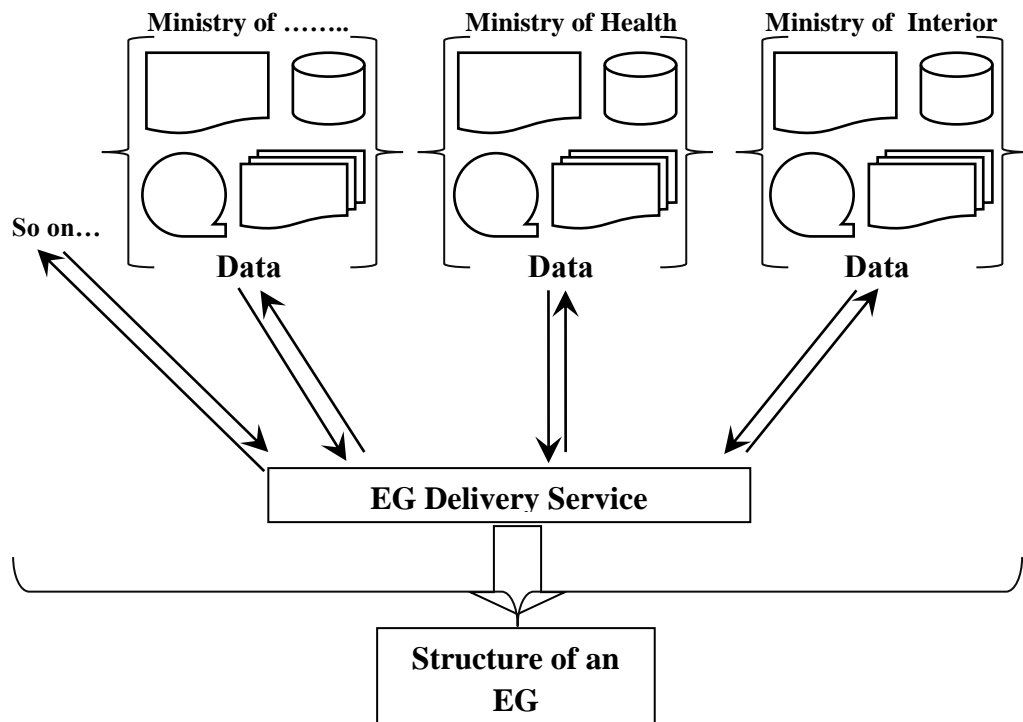 Ministry of ……..
Ministry of Health
Ministry of Interior
So on…
Data
Data
Data
EG Delivery Service
Structure of an
EG